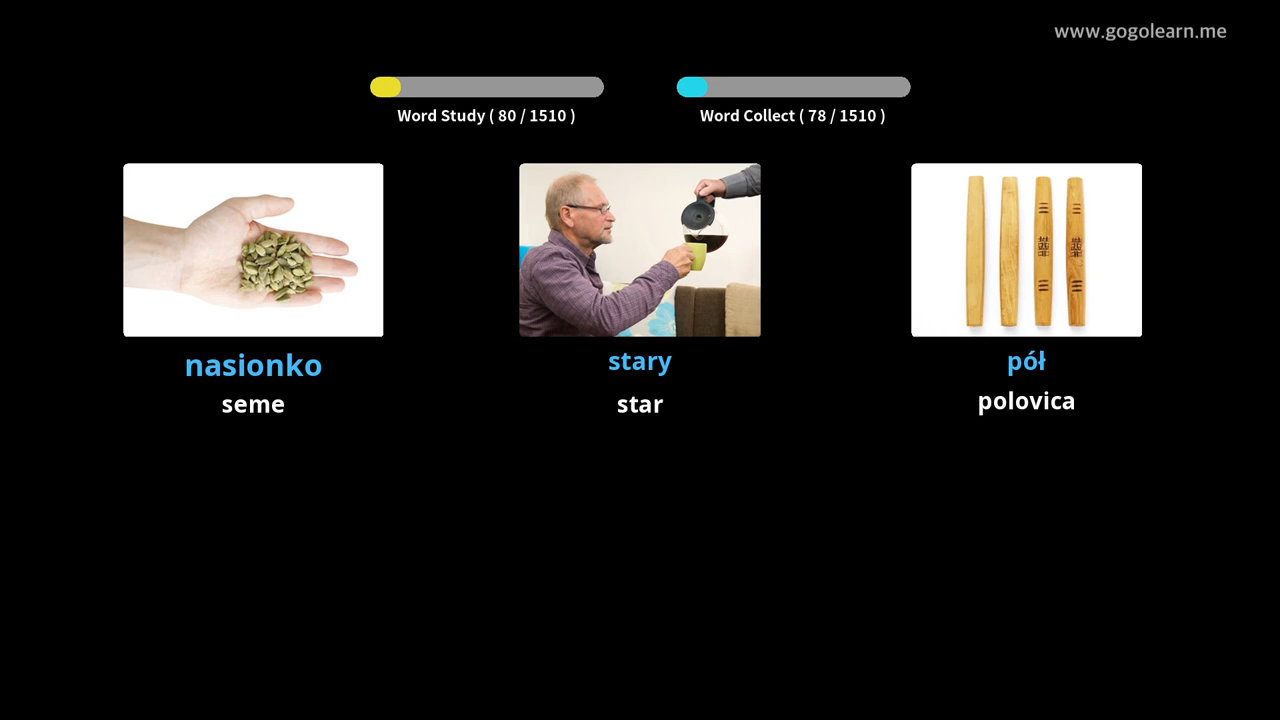 www.gogolearn.me
Word Study ( 80 / 1510 )
Word Collect ( 78 / 1510 )
nasionko
seme
stary
star
pół
polovica